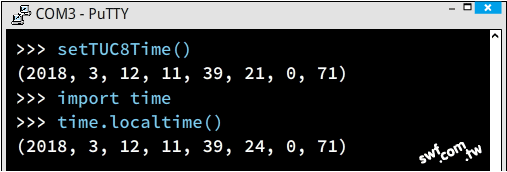 COM3 - PuTTY
>>> setTUC8Time()
(2018, 3, 12, 11, 39, 21, 0, 71)
>>> import time
>>> time.localtime()
(2018, 3, 12, 11, 39, 24, 0, 71)
swf.com.tw